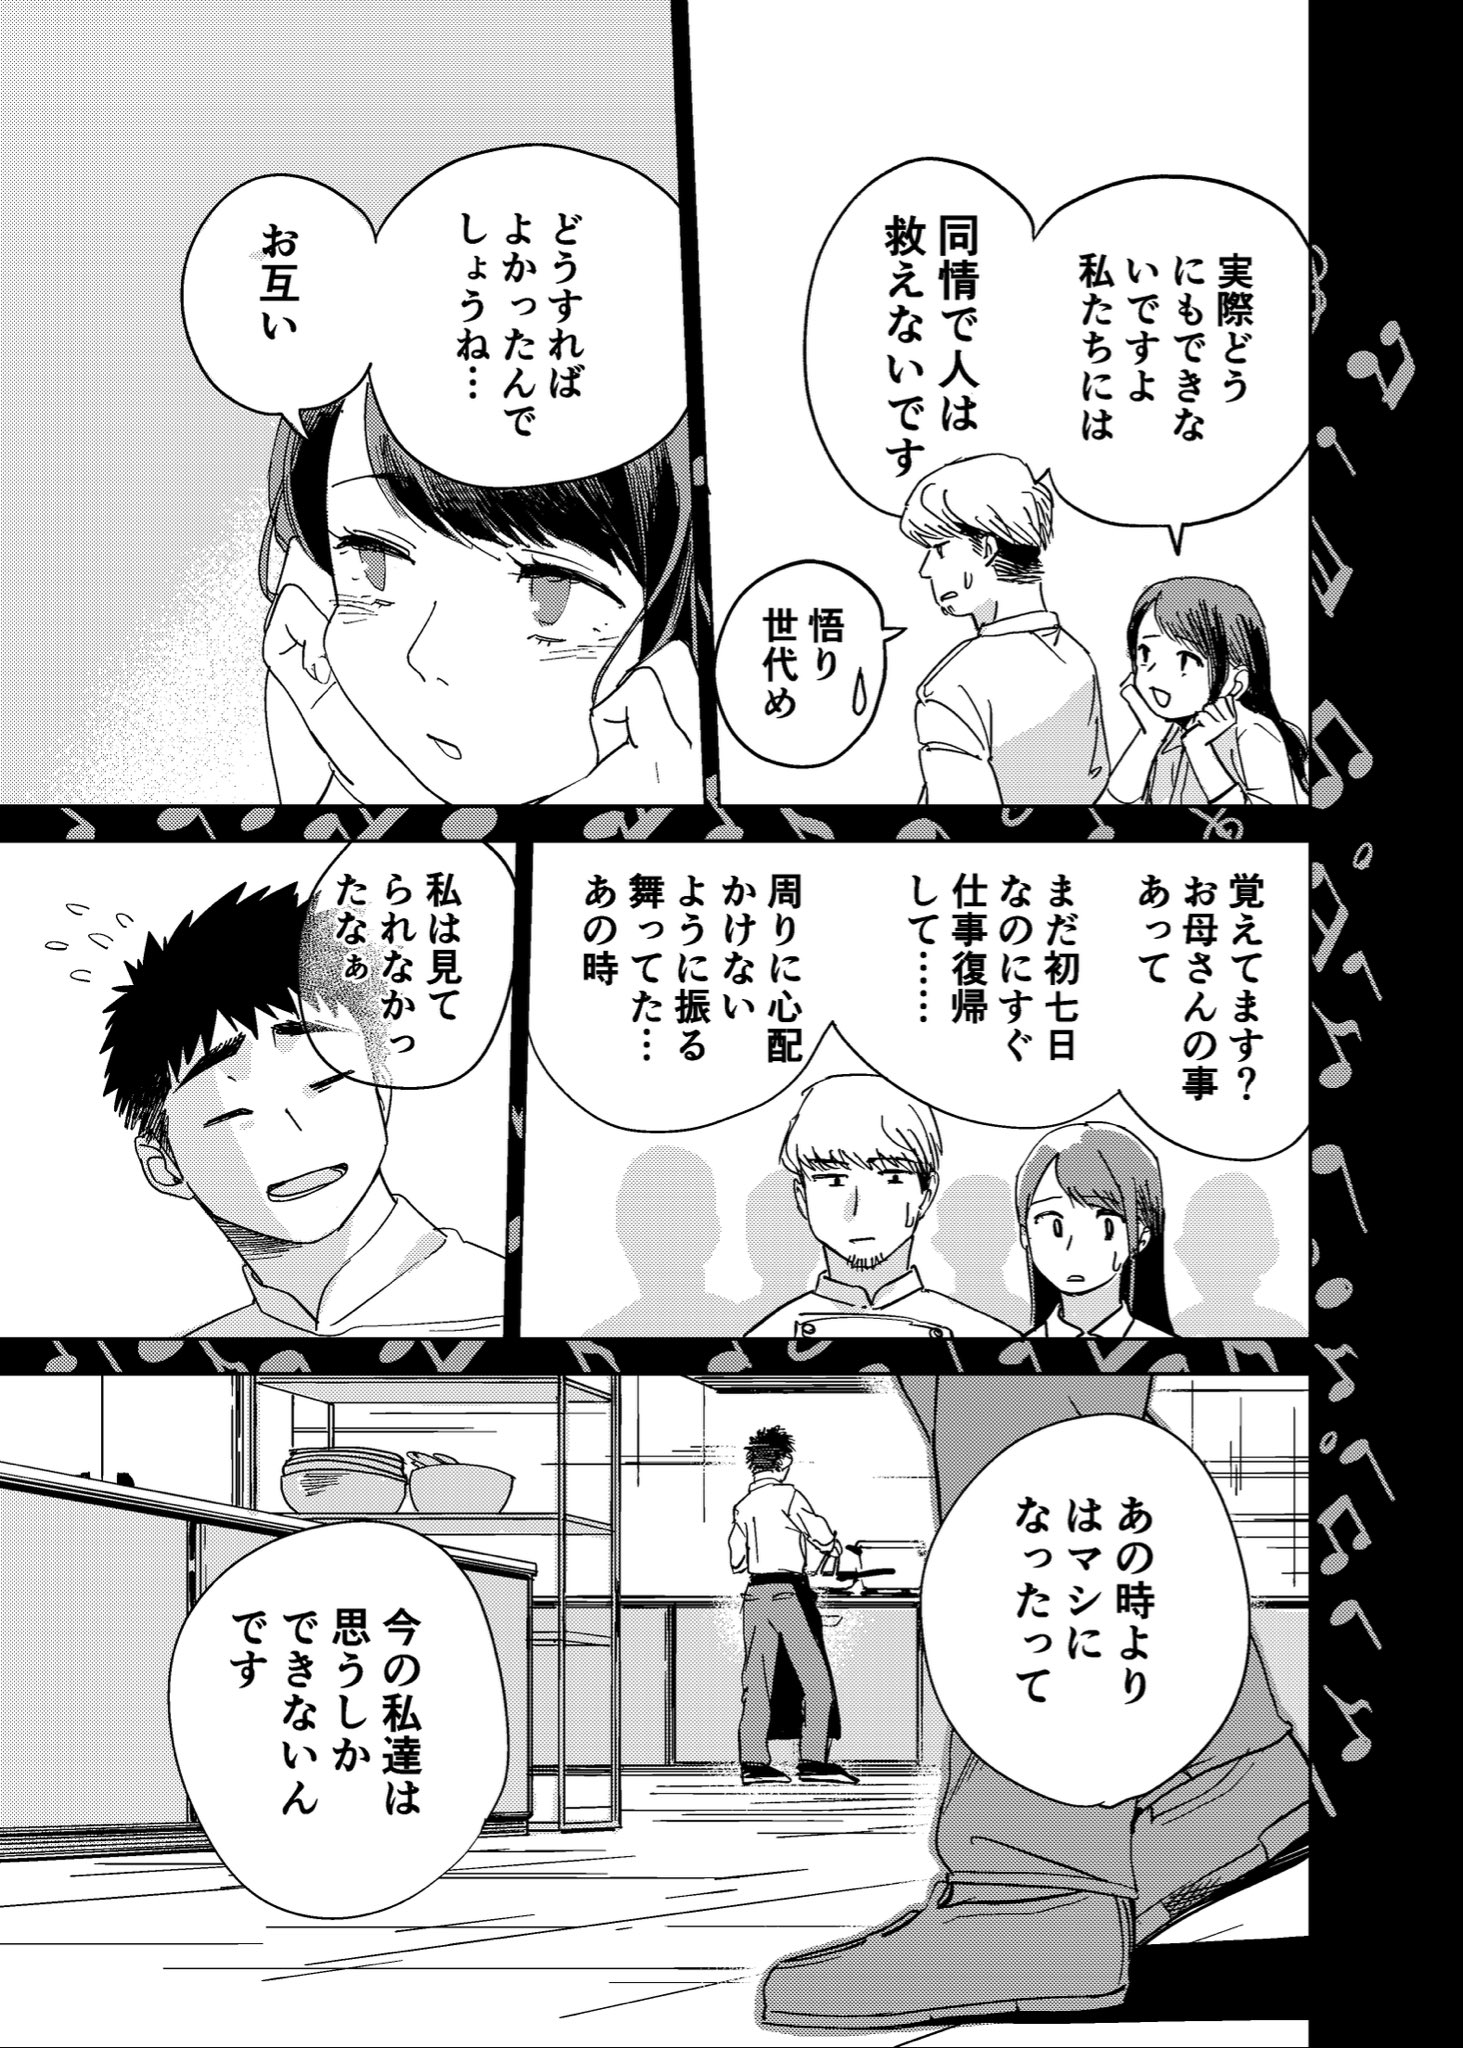 実際どう
にもできな
いですよ
私たちには
同情で人は
救えないです
悟り
世代め
どうすれば
よかったんで
しょうね…
お互い
覚えてます?
お母さんの事
あって
まだ初七日
なのにすぐ
仕事復帰
して……
周りに心配
かけない
ように振る
舞ってた…
あの時
私は見て
られなかっ
たなぁ
あの時より
はマシに
なったって
今の私達は
思うしか
できないん
です